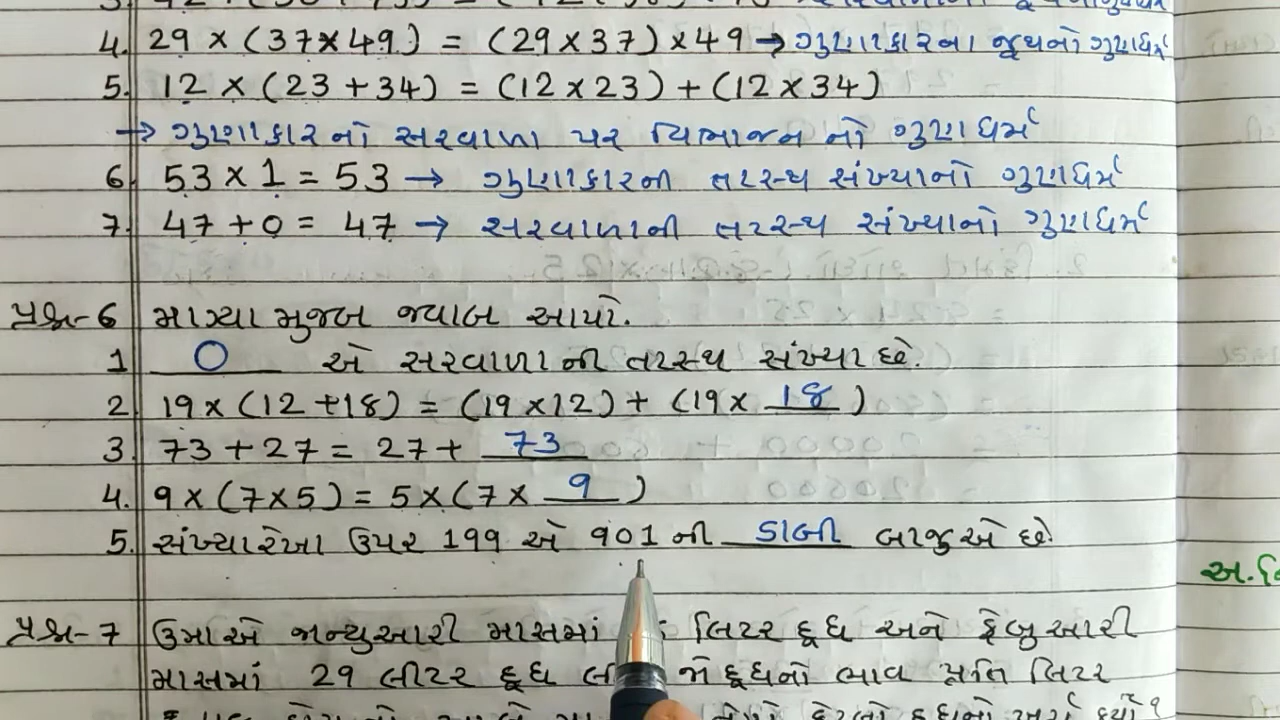 4. 29 × (37×49) = (29×37)×49 → ગુણાકારના જૂથનો ગુણધર્મ
5. 12 × (23+34) = (12×23)+(12×34)
→ ગુણાકારનો સરવાળા પર વિભાજન નો ગુણધર્મ
6. 53×1=53 → ગુણાકારની તટસ્થ સંખ્યાનો ગુણધર્મ
7. 47+0= 47 → સરવાળાની તટસ્થ સંખ્યાનો ગુણધર્મ
પ્રશ્ન-6 માગ્યા મુજબ જવાબ આપો.
1 0 એ સરવાળાની તટસ્થ સંખ્યા છે.
2 19×(12+18) = (19×12)+ (19× 18 )
3. 73+27= 27+ 73
4. 9×(7×5)= 5×(7× 9 )
5. સંખ્યારેખા ઉપર 199 એ 901 ની ડાબી બાજુએ છે
અ.
પ્રશ્ન-7 ઉમાએ જાન્યુઆરી માસમાં લિટર દૂધ અને ફેબ્રુઆરી
માસમાં 29 લીટર દૂધ જો દૂધનો ભાવ પ્રતિ લિટર